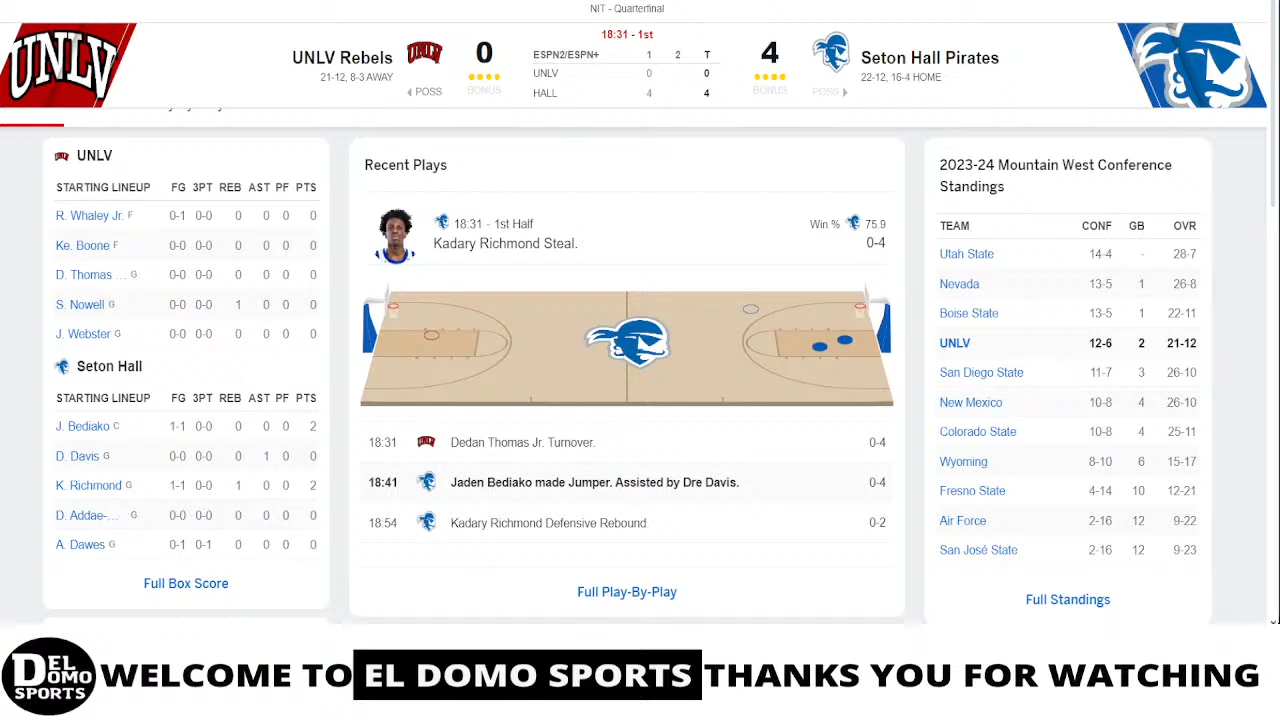 NIT - Quarterfinal
UNLV
UNLV Rebels
21-12, 8-3 AWAY
UNLV
POSS
0
BONUS
18:31 - 1st
ESPN2/ESPN+ 1 2 T
UNLV 0 0
HALL 4 4
4
BONUS
POSS
Seton Hall Pirates
22-12, 16-4 HOME
UNLV
STARTING LINEUP FG 3PT REB AST PF PTS
R. Whaley Jr. F 0-1 0-0 0 0 0 0
Ke. Boone F 0-0 0-0 0 0 0 0
D. Thomas ... G 0-0 0-0 0 0 0 0
S. Nowell G 0-0 0-0 1 0 0 0
J. Webster G 0-0 0-0 0 0 0 0
Seton Hall
STARTING LINEUP FG 3PT REB AST PF PTS
J. Bediako C 1-1 0-0 0 0 0 2
D. Davis G 0-0 0-0 0 1 0 0
K. Richmond G 1-1 0-0 1 0 0 2
D. Addae-... G 0-0 0-0 0 0 0 0
A. Dawes G 0-1 0-1 0 0 0 0
Full Box Score
Recent Plays
18:31 - 1st Half
Kadary Richmond Steal.
Win % 75.9
0-4
18:31 UNLV Dedan Thomas Jr. Turnover. 0-4
18:41 Jaden Bediako made Jumper. Assisted by Dre Davis. 0-4
18:54 Kadary Richmond Defensive Rebound. 0-2
Full Play-By-Play
2023-24 Mountain West Conference
Standings
TEAM CONF GB OVR
Utah State 14-4 - 28-7
Nevada 13-5 1 26-8
Boise State 13-5 1 22-11
UNLV 12-6 2 21-12
San Diego State 11-7 3 26-10
New Mexico 10-8 4 26-10
Colorado State 10-8 4 25-11
Wyoming 8-10 6 15-17
Fresno State 4-14 10 12-21
Air Force 2-16 12 9-22
San José State 2-16 12 9-23
Full Standings
DEL DOMO SPORTS
WELCOME TO EL DOMO SPORTS THANKS YOU FOR WATCHING